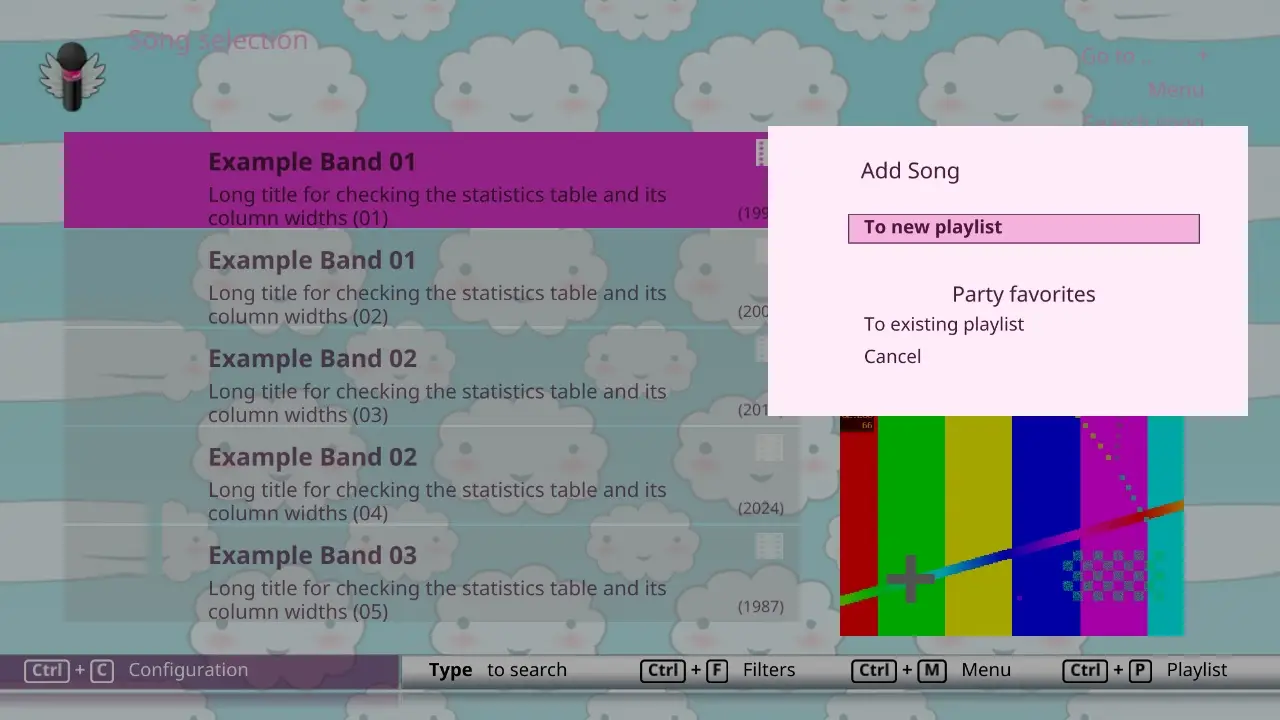 Song selection
Go to ...
Menu
Example Band 01
Long title for checking the statistics table and its
column widths (01)
(199
Example Band 01
Long title for checking the statistics table and its
column widths (02)
(200
Example Band 02
Long title for checking the statistics table and its
column widths (03)
(201
Example Band 02
Long title for checking the statistics table and its
column widths (04)
(2024)
Example Band 03
Long title for checking the statistics table and its
column widths (05)
(1987)
Add Song
To new playlist
Party favorites
To existing playlist
Cancel
66
Ctrl + C Configuration
Type to search
Ctrl + F Filters
Ctrl + M Menu
Ctrl + P Playlist